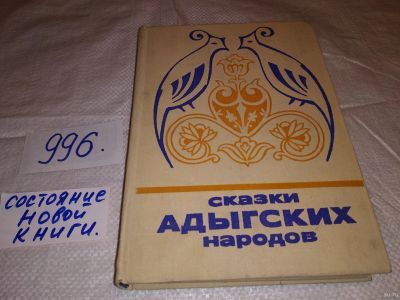 996.
состояние
новой
книги.
сказки
АДЫГСКИХ
народов